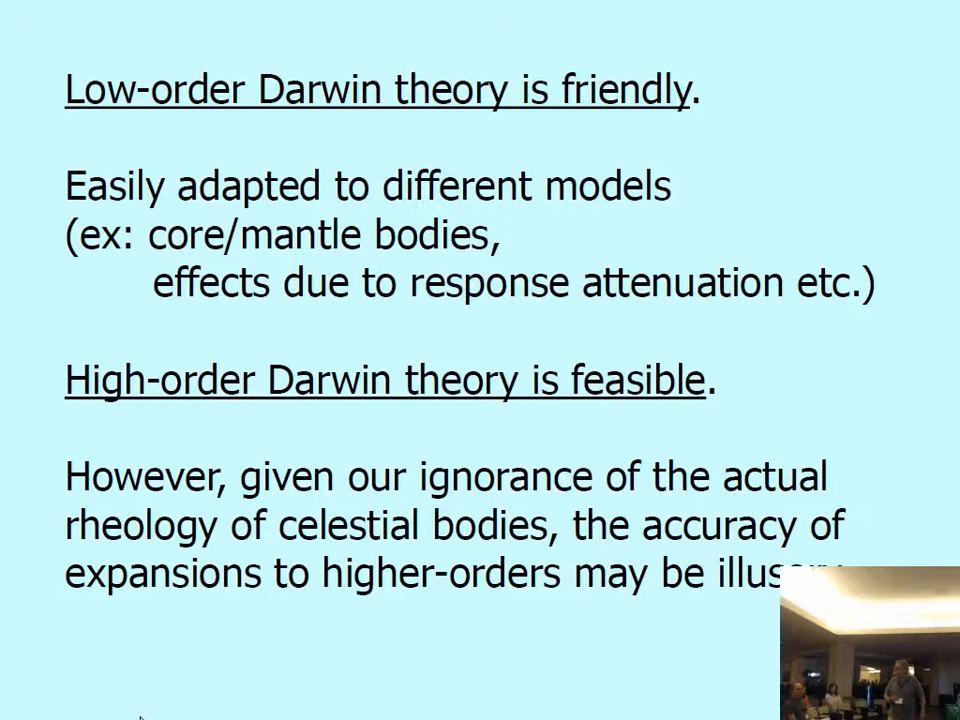 Low-order Darwin theory is friendly.
Easily adapted to different models
(ex: core/mantle bodies,
effects due to response attenuation etc.)
High-order Darwin theory is feasible.
However, given our ignorance of the actual
rheology of celestial bodies, the accuracy of
expansions to higher-orders may be